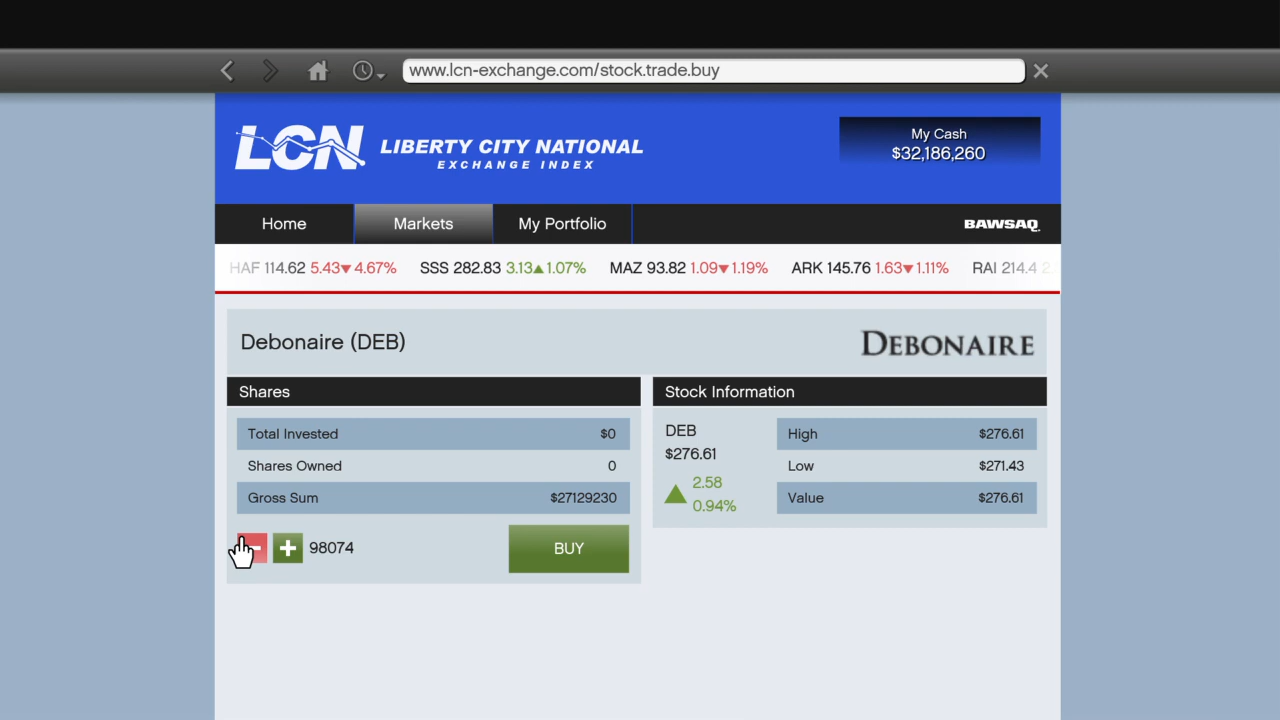 www.lcn-exchange.com/stock.trade.buy
LCN LIBERTY CITY NATIONAL
EXCHANGE INDEX
My Cash
$32,186,260
Home Markets My Portfolio BAWSAQ
HAF 114.62 5.43▼4.67% SSS 282.83 3.13▲1.07% MAZ 93.82 1.09▼1.19% ARK 145.76 1.63▼1.11% RAI 214.4
Debonaire (DEB) DEBONAIRE
Shares
Total Invested $0
Shares Owned 0
Gross Sum $27129230
98074 BUY
Stock Information
DEB
$276.61
2.58
0.94%
High $276.61
Low $271.43
Value $276.61